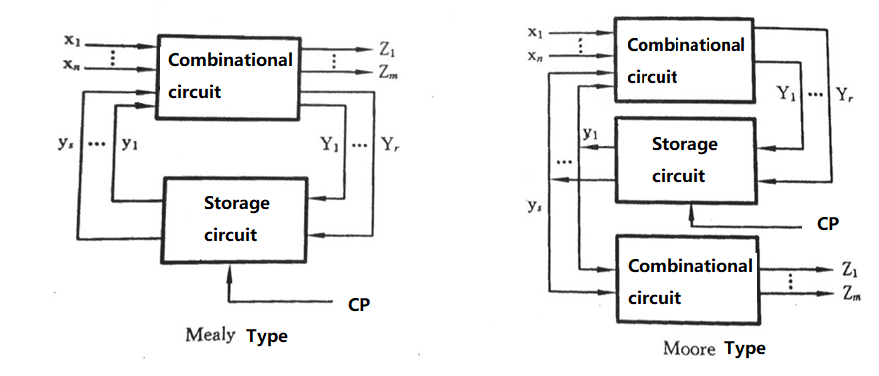 x₁
⋮
xₙ
Combinational
circuit
Z₁
⋮
Zₘ
yₛ ... y₁
Y₁ ... Yᵣ
Storage
circuit
CP
Mealy Type
x₁
⋮
xₙ
Combinational
circuit
Y₁ ... Yᵣ
y₁
...
yₛ
Storage
circuit
CP
Combinational
circuit
Z₁
⋮
Zₘ
Moore Type